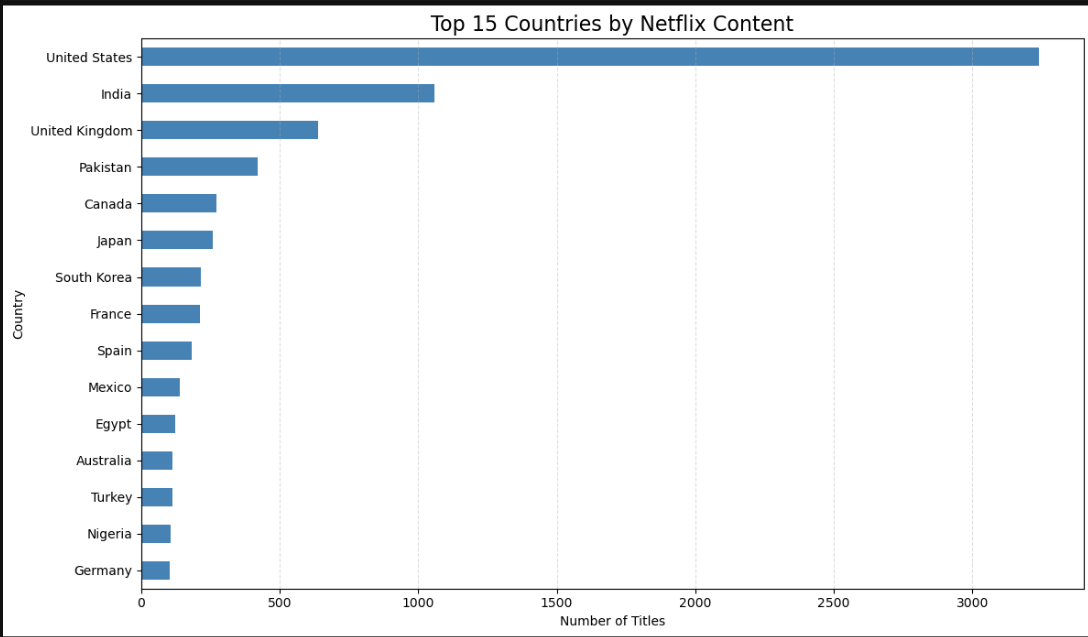 Top 15 Countries by Netflix Content
United States
India
United Kingdom
Pakistan
Canada
Japan
South Korea
France
Spain
Mexico
Egypt
Australia
Turkey
Nigeria
Germany
Country
0 500 1000 1500 2000 2500 3000
Number of Titles